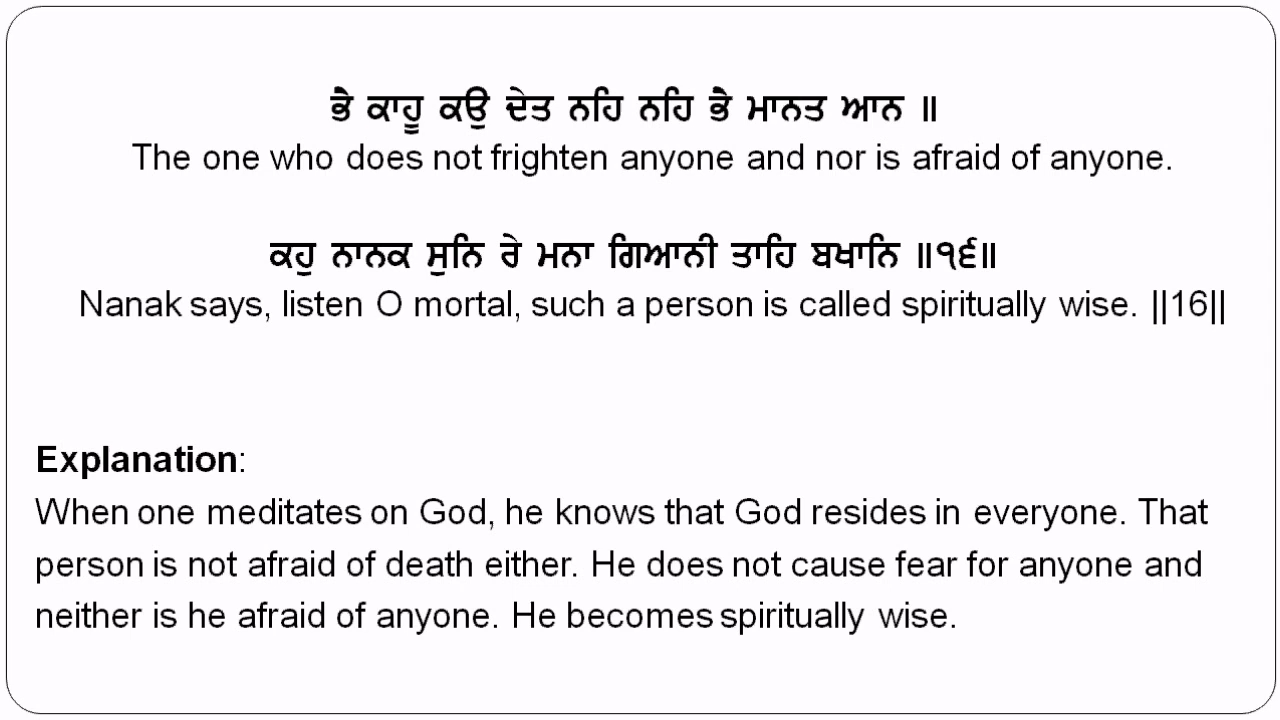 ਭੈ ਕਾਹੂ ਕਉ ਦੇਤ ਨਹਿ ਨਹਿ ਭੈ ਮਾਨਤ ਆਨ ॥
The one who does not frighten anyone and nor is afraid of anyone.
ਕਹੁ ਨਾਨਕ ਸੁਨਿ ਰੇ ਮਨਾ ਗਿਆਨੀ ਤਾਹਿ ਬਖਾਨਿ ॥੧੬॥
Nanak says, listen O mortal, such a person is called spiritually wise. ||16||
Explanation:
When one meditates on God, he knows that God resides in everyone. That
person is not afraid of death either. He does not cause fear for anyone and
neither is he afraid of anyone. He becomes spiritually wise.